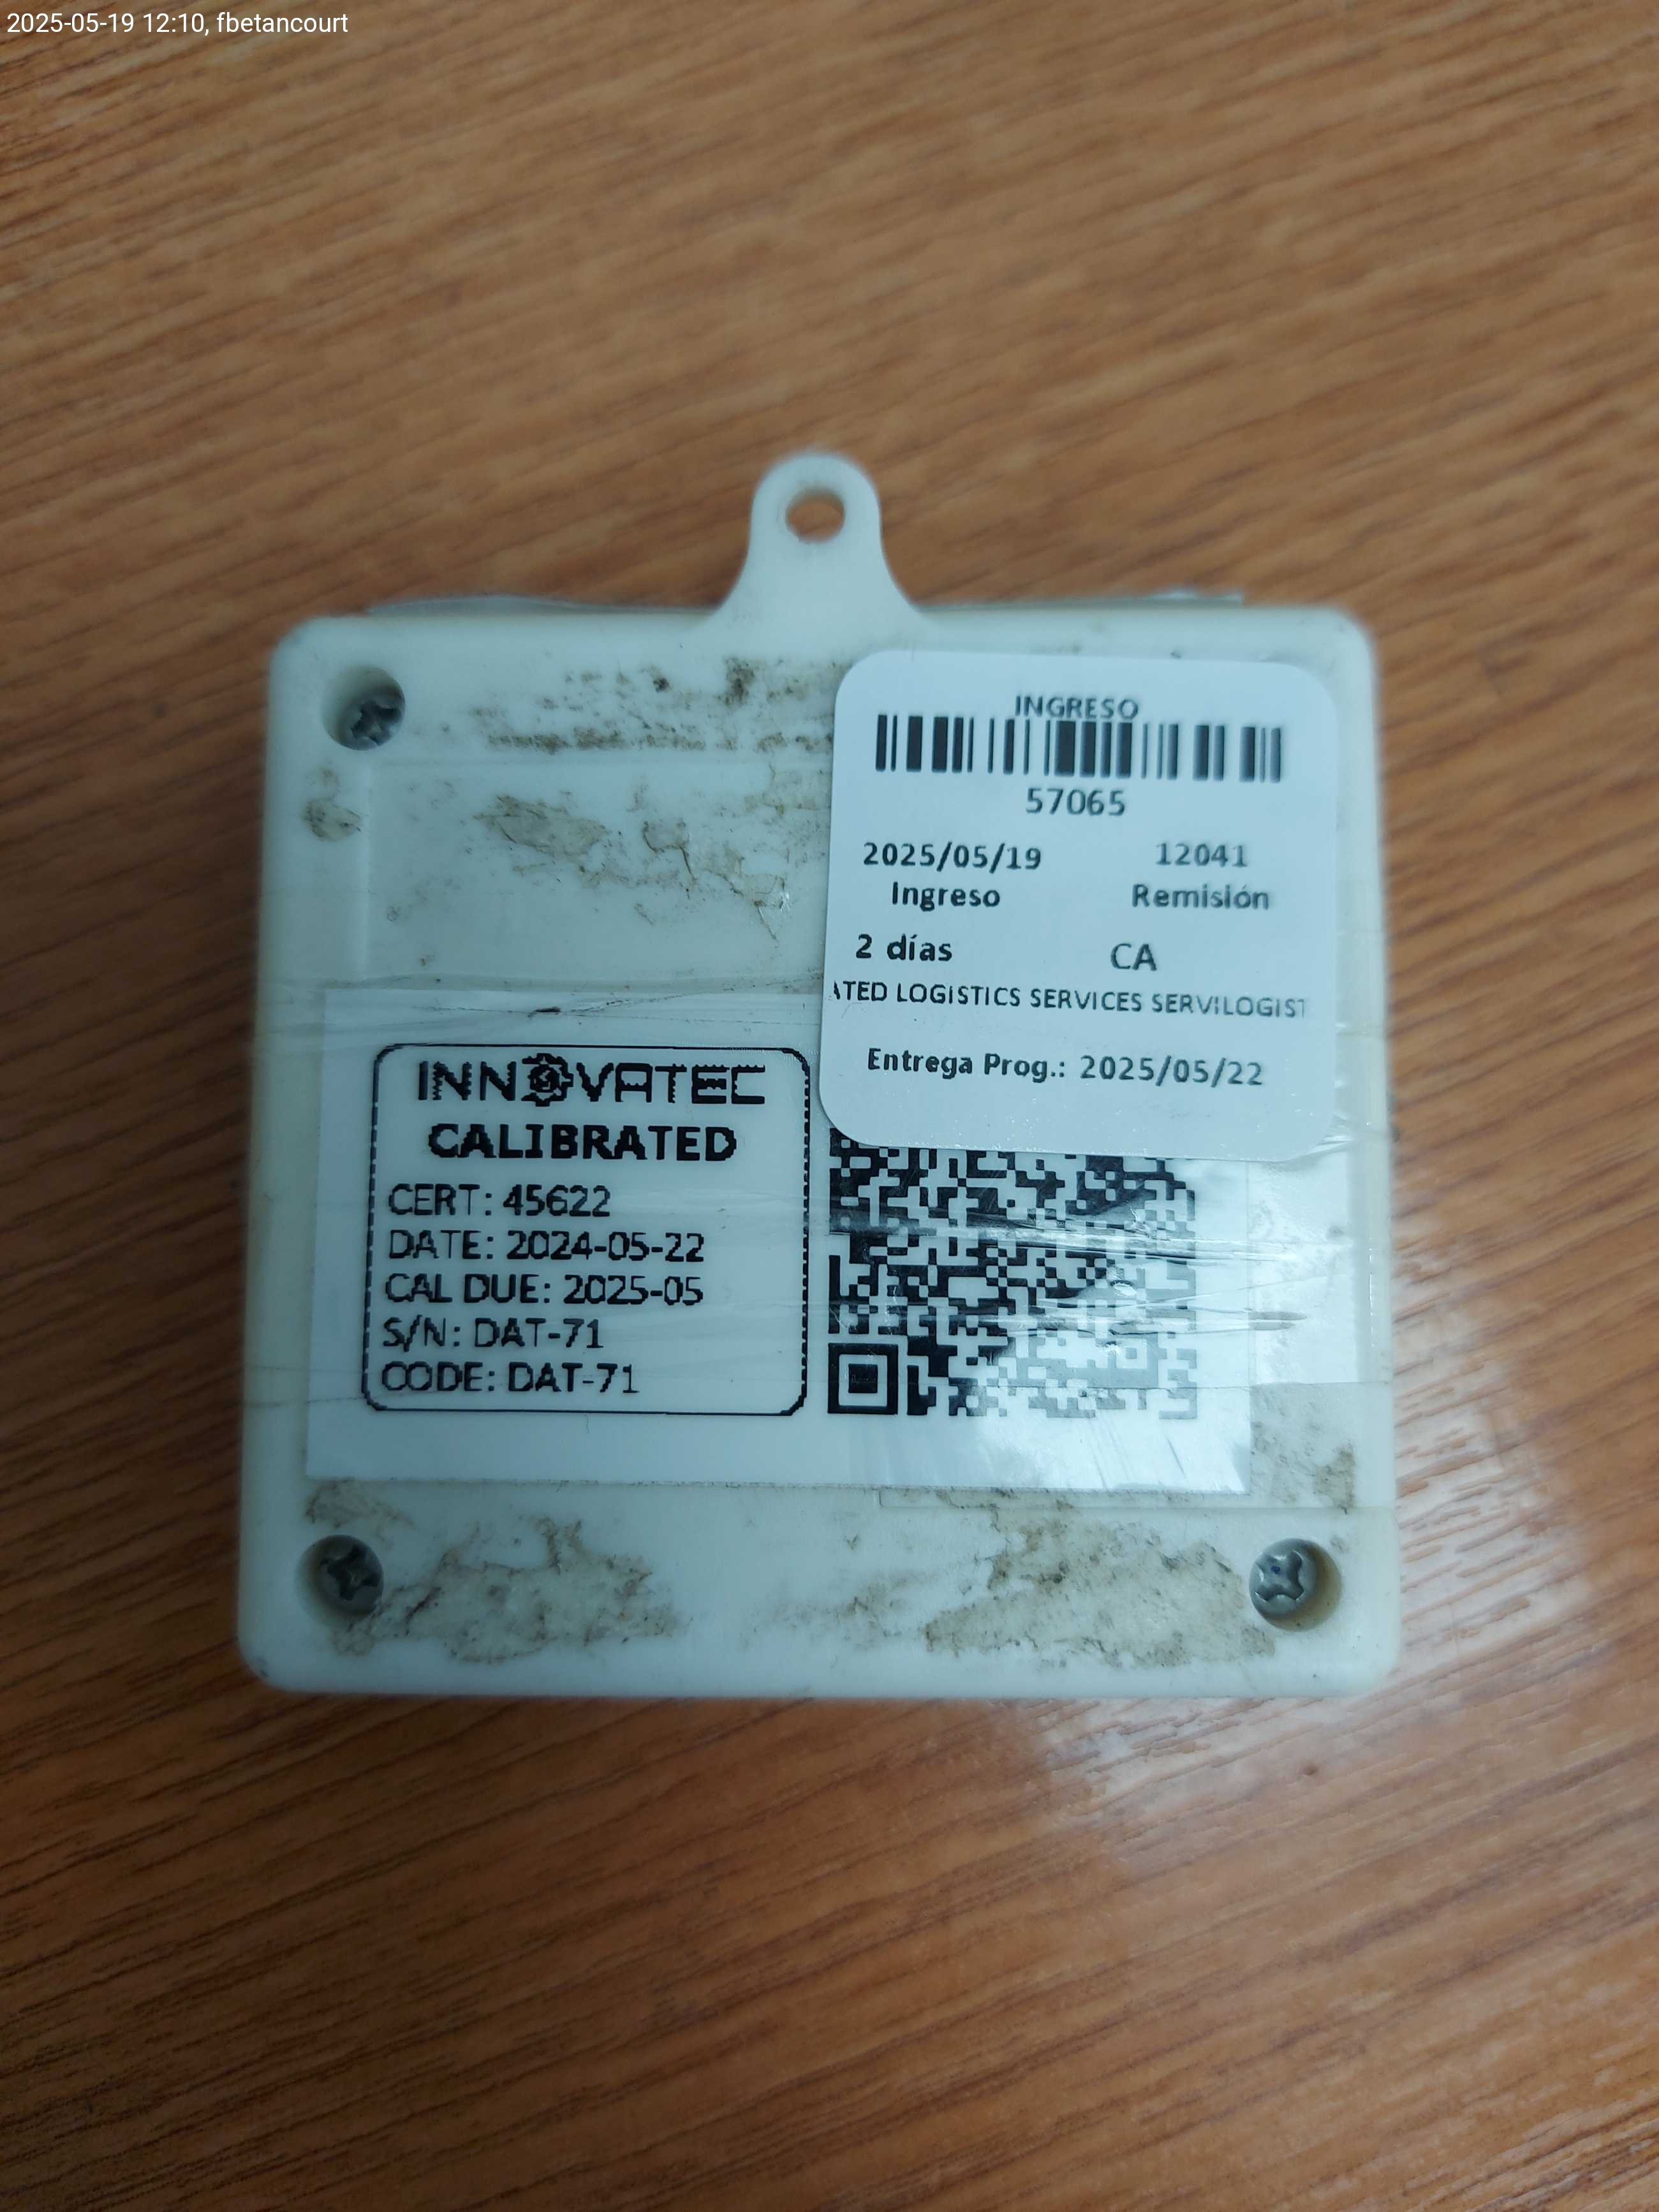 2025-05-19 12:10, fbetancourt
INGRESO
57065
2025/05/19 12041
Ingreso Remisión
2 días CA
ATED LOGISTICS SERVICES SERVILOGIST
Entrega Prog.: 2025/05/22
INNOVATEC
CALIBRATED
CERT: 45622
DATE: 2024-05-22
CAL DUE: 2025-05
S/N: DAT-71
CODE: DAT-71